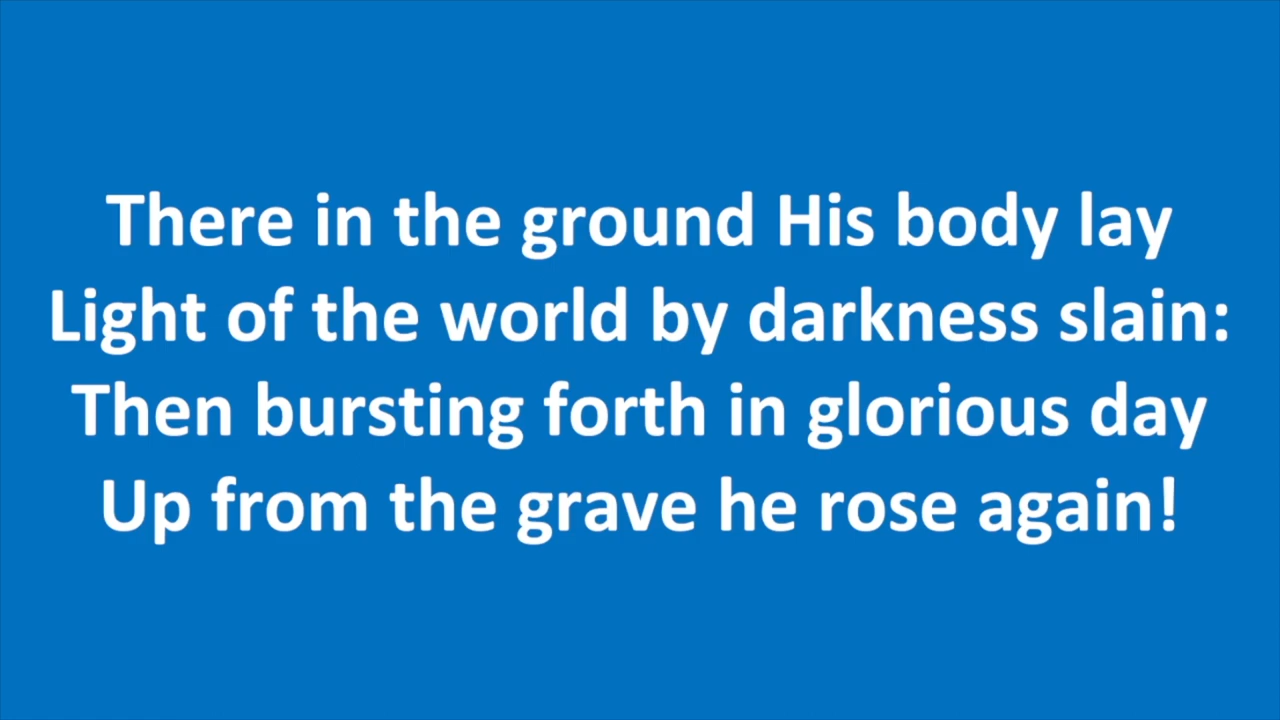 There in the ground His body lay
Light of the world by darkness slain:
Then bursting forth in glorious day
Up from the grave he rose again!